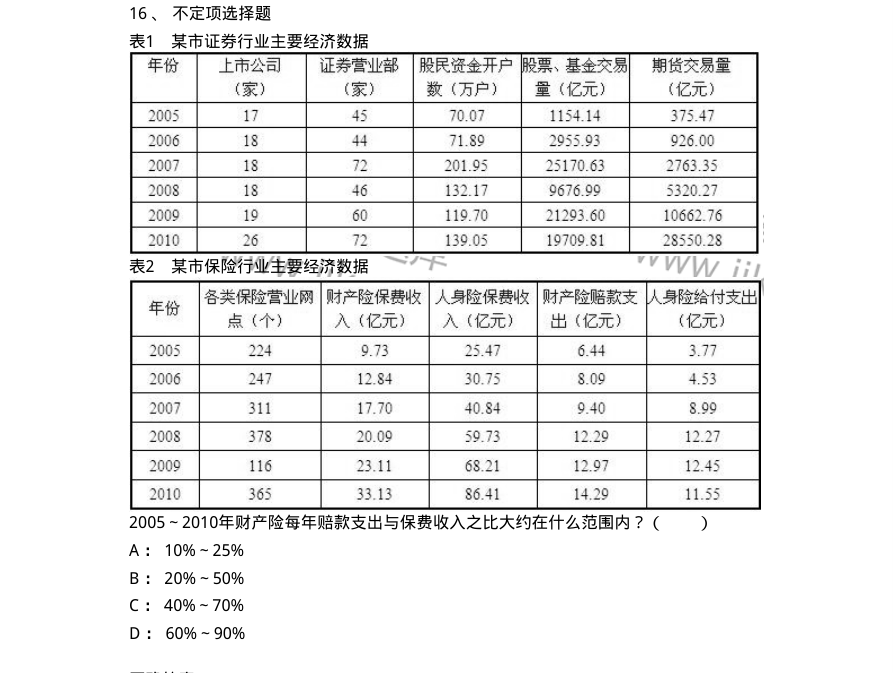 16 、 不定项选择题
表1 某市证券行业主要经济数据
年份 上市公司（家） 证券营业部（家） 股民资金开户数（万户） 股票、基金交易量（亿元） 期货交易量（亿元）
2005 17 45 70.07 1154.14 375.47
2006 18 44 71.89 2955.93 926.00
2007 18 72 201.95 25170.63 2763.35
2008 18 46 132.17 9676.99 5320.27
2009 19 60 119.70 21293.60 10662.76
2010 26 72 139.05 19709.81 28550.28
表2 某市保险行业主要经济数据
年份 各类保险营业网点（个） 财产险保费收入（亿元） 人身险保费收入（亿元） 财产险赔款支出（亿元） 人身险给付支出（亿元）
2005 224 9.73 25.47 6.44 3.77
2006 247 12.84 30.75 8.09 4.53
2007 311 17.70 40.84 9.40 8.99
2008 378 20.09 59.73 12.29 12.27
2009 116 23.11 68.21 12.97 12.45
2010 365 33.13 86.41 14.29 11.55
2005～2010年财产险每年赔款支出与保费收入之比大约在什么范围内？（ ）
A： 10%～25%
B： 20%～50%
C： 40%～70%
D： 60%～90%